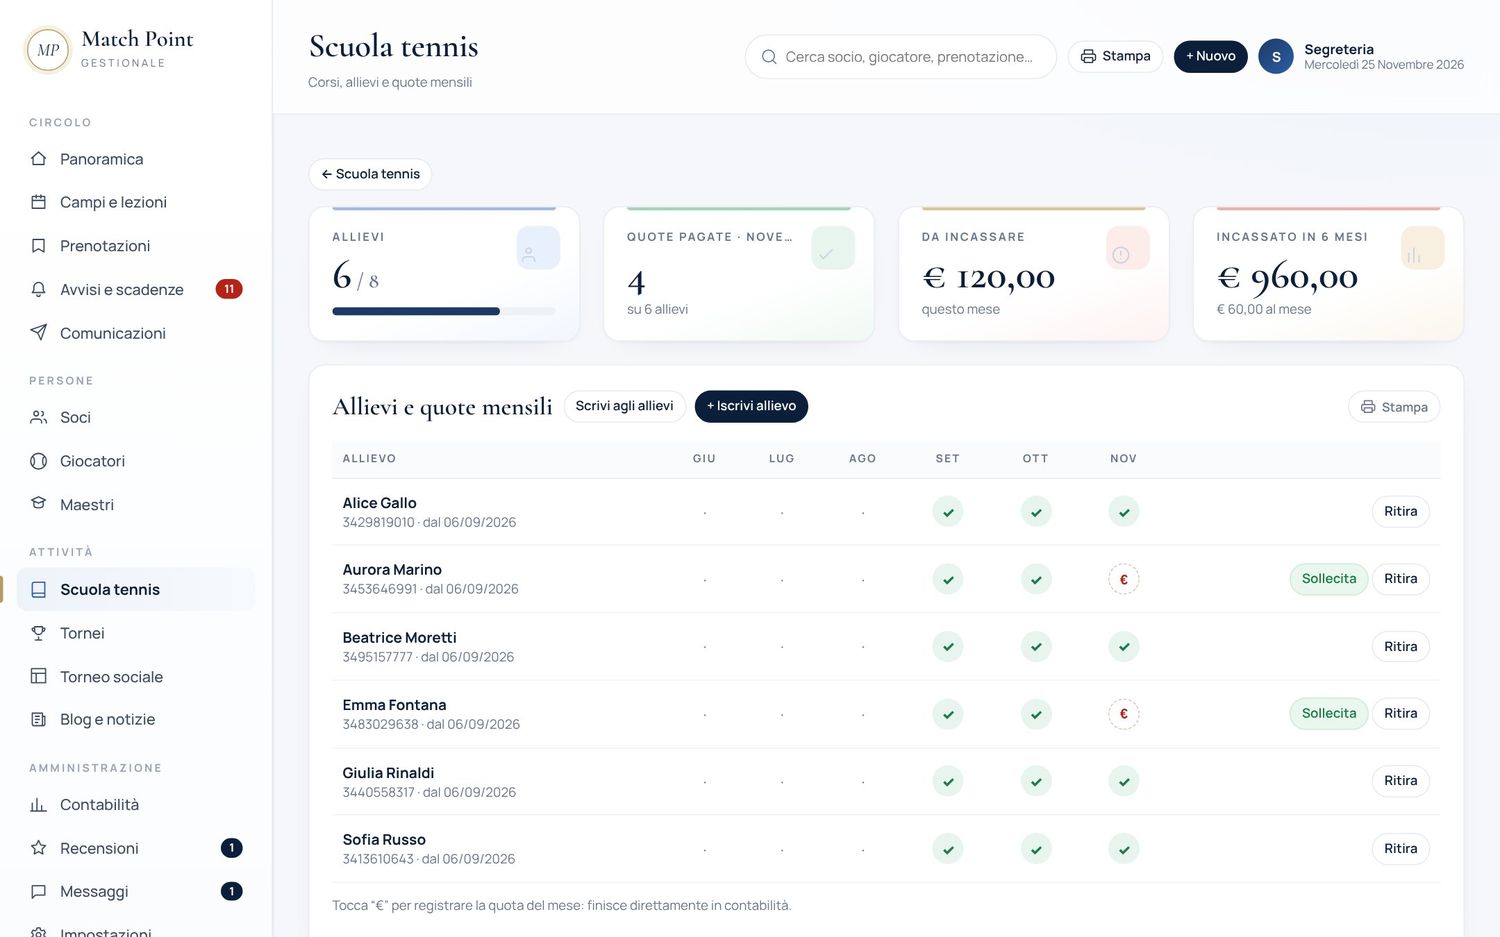 MP
Match Point
GESTIONALE
CIRCOLO
Panoramica
Campi e lezioni
Prenotazioni
Avvisi e scadenze 11
Comunicazioni
PERSONE
Soci
Giocatori
Maestri
ATTIVITÀ
Scuola tennis
Tornei
Torneo sociale
Blog e notizie
AMMINISTRAZIONE
Contabilità
Recensioni 1
Messaggi 1
Impostazioni
Scuola tennis
Corsi, allievi e quote mensili
Cerca socio, giocatore, prenotazione…
Stampa
+ Nuovo
S
Segreteria
Mercoledì 25 Novembre 2026
← Scuola tennis
ALLIEVI
6 / 8
QUOTE PAGATE · NOVE…
4
su 6 allievi
DA INCASSARE
€ 120,00
questo mese
INCASSATO IN 6 MESI
€ 960,00
€ 60,00 al mese
Allievi e quote mensili
Scrivi agli allievi
+ Iscrivi allievo
Stampa
ALLIEVO GIU LUG AGO SET OTT NOV
Alice Gallo
3429819010 · dal 06/09/2026
· · · ✓ ✓ ✓ Ritira
Aurora Marino
3453646991 · dal 06/09/2026
· · · ✓ ✓ € Sollecita Ritira
Beatrice Moretti
3495157777 · dal 06/09/2026
· · · ✓ ✓ ✓ Ritira
Emma Fontana
3483029638 · dal 06/09/2026
· · · ✓ ✓ € Sollecita Ritira
Giulia Rinaldi
3440558317 · dal 06/09/2026
· · · ✓ ✓ ✓ Ritira
Sofia Russo
3413610643 · dal 06/09/2026
· · · ✓ ✓ ✓ Ritira
Tocca “€” per registrare la quota del mese: finisce direttamente in contabilità.